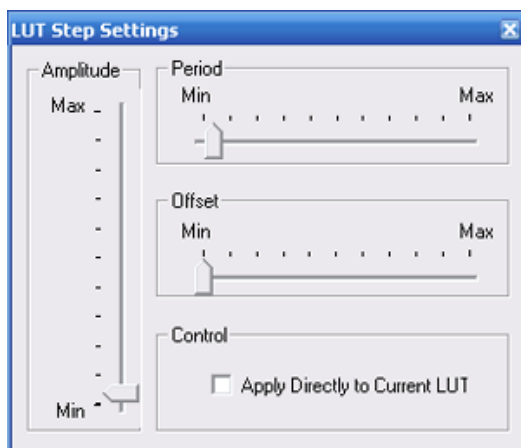 LUT Step Settings
Amplitude
Max
Min
Period
Min Max
Offset
Min Max
Control
Apply Directly to Current LUT